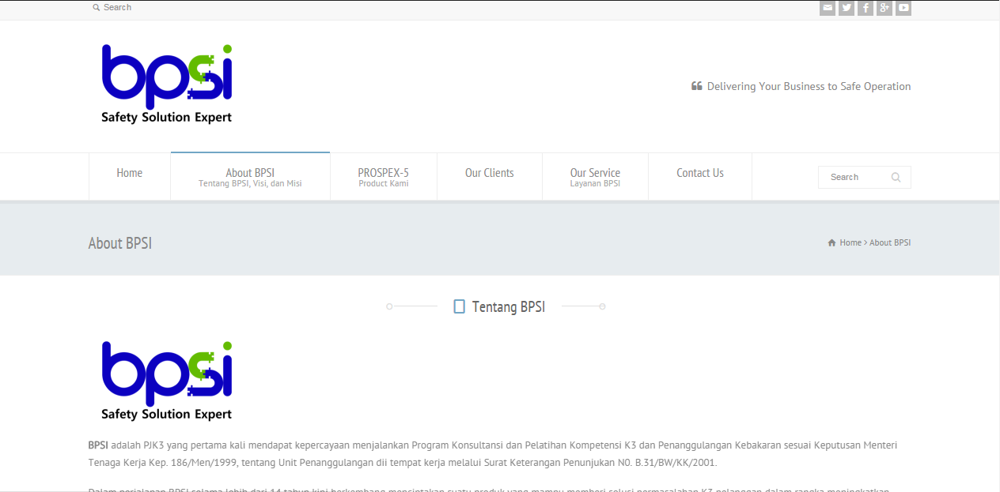 Search
bpsi
Safety Solution Expert
Delivering Your Business to Safe Operation
Home
About BPSI
Tentang BPSI, Visi, dan Misi
PROSPEX-5
Product Kami
Our Clients
Our Service
Layanan BPSI
Contact Us
Search
About BPSI
Home > About BPSI
Tentang BPSI
bpsi
Safety Solution Expert
BPSI adalah PJK3 yang pertama kali mendapat kepercayaan menjalankan Program Konsultansi dan Pelatihan Kompetensi K3 dan Penanggulangan Kebakaran sesuai Keputusan Menteri
Tenaga Kerja Kep. 186/Men/1999, tentang Unit Penanggulangan dii tempat kerja melalui Surat Keterangan Penunjukan N0. B.31/BW/KK/2001.
Dalam perjalanan BPSI selama lebih dari 14 tahun kini berkembang menciptakan suatu produk yang mampu memberi solusi permasalahan K3 pelanggan dalam rangka meningkatkan